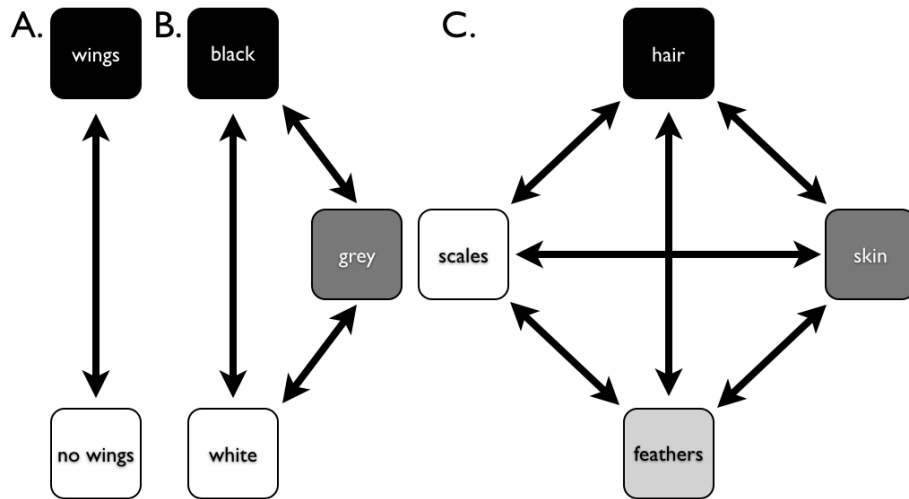 A.
wings
no wings
B.
black
grey
white
C.
hair
scales
skin
feathers